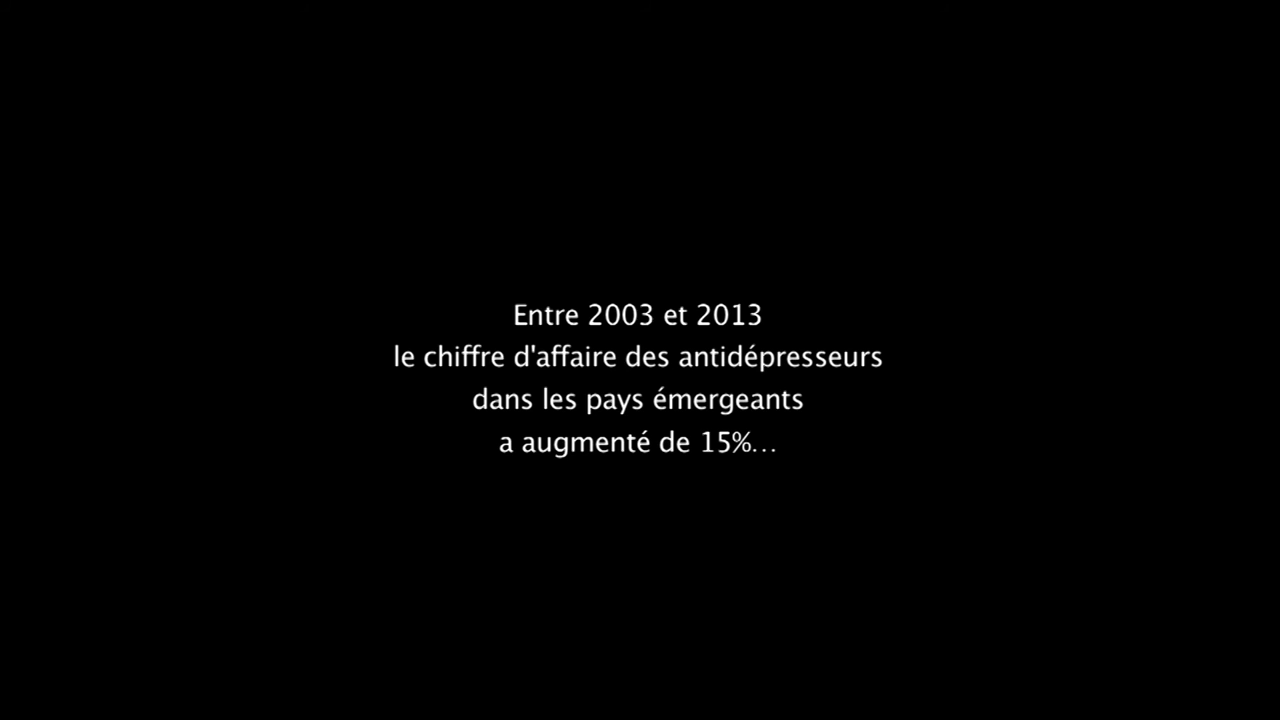 Entre 2003 et 2013
le chiffre d'affaire des antidépresseurs
dans les pays émergeants
a augmenté de 15%...